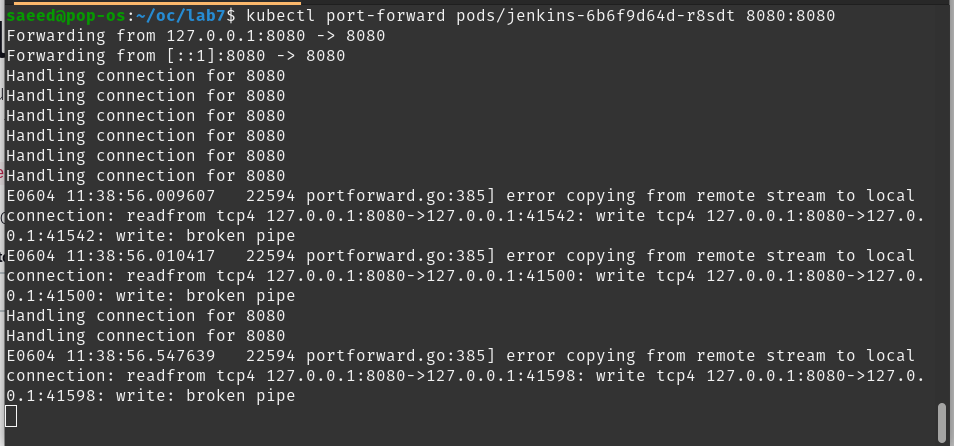 saeed@pop-os:~/oc/lab7$ kubectl port-forward pods/jenkins-6b6f9d64d-r8sdt 8080:8080
Forwarding from 127.0.0.1:8080 -> 8080
Forwarding from [::1]:8080 -> 8080
Handling connection for 8080
Handling connection for 8080
Handling connection for 8080
Handling connection for 8080
Handling connection for 8080
Handling connection for 8080
E0604 11:38:56.009607   22594 portforward.go:385] error copying from remote stream to local
connection: readfrom tcp4 127.0.0.1:8080->127.0.0.1:41542: write tcp4 127.0.0.1:8080->127.0.
0.1:41542: write: broken pipe
E0604 11:38:56.010417   22594 portforward.go:385] error copying from remote stream to local
connection: readfrom tcp4 127.0.0.1:8080->127.0.0.1:41500: write tcp4 127.0.0.1:8080->127.0.
0.1:41500: write: broken pipe
Handling connection for 8080
Handling connection for 8080
E0604 11:38:56.547639   22594 portforward.go:385] error copying from remote stream to local
connection: readfrom tcp4 127.0.0.1:8080->127.0.0.1:41598: write tcp4 127.0.0.1:8080->127.0.
0.1:41598: write: broken pipe